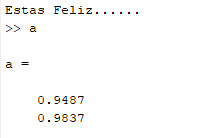 Estas Feliz......
>> a
a =
0.9487
0.9837